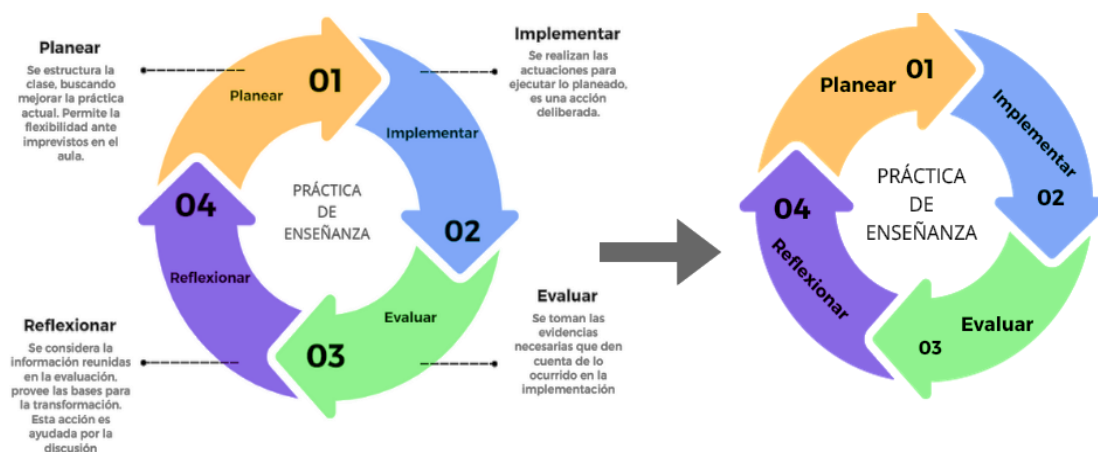 Planear
Se estructura la
clase, buscando
mejorar la práctica
actual. Permite la
flexibilidad ante
imprevistos en el
aula.
01
Planear
Implementar
Se realizan las
actuaciones para
ejecutar lo planeado,
es una acción
deliberada.
Implementar
02
PRÁCTICA
DE
ENSEÑANZA
04
Reflexionar
Reflexionar
Se considera la
información reunidas
en la evaluación,
provee las bases para
la transformación.
Esta acción es
ayudada por la
discusión
03
Evaluar
Evaluar
Se toman las
evidencias
necesarias que den
cuenta de lo
ocurrido en la
implementación
01
Planear
Implementar
02
PRÁCTICA
DE
ENSEÑANZA
04
Reflexionar
Evaluar
03